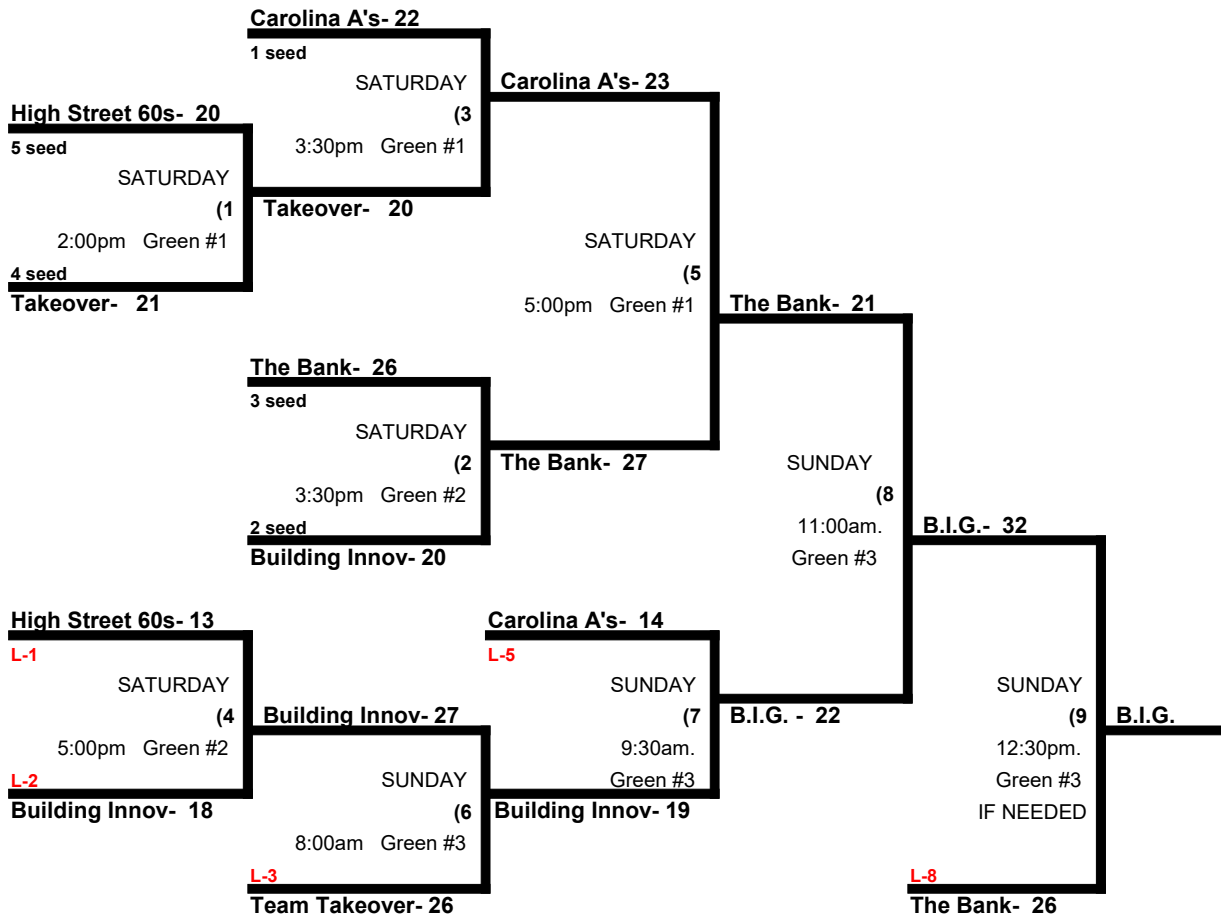 Carolina A's- 22
1 seed
SATURDAY
(3
3:30pm Green #1
Carolina A's- 23
High Street 60s- 20
5 seed
SATURDAY
(1
2:00pm Green #1
4 seed
Takeover- 21
Takeover- 20
SATURDAY
(5
5:00pm Green #1
The Bank- 21
The Bank- 26
3 seed
SATURDAY
(2
3:30pm Green #2
2 seed
Building Innov- 20
The Bank- 27
SUNDAY
(8
11:00am.
Green #3
B.I.G.- 32
High Street 60s- 13
L-1
SATURDAY
(4
5:00pm Green #2
L-2
Building Innov- 18
Building Innov- 27
SUNDAY
(6
8:00am Green #3
L-3
Team Takeover- 26
Carolina A's- 14
L-5
SUNDAY
(7
9:30am.
Green #3
Building Innov- 19
B.I.G. - 22
SUNDAY
(9
12:30pm.
Green #3
IF NEEDED
L-8
The Bank- 26
B.I.G.